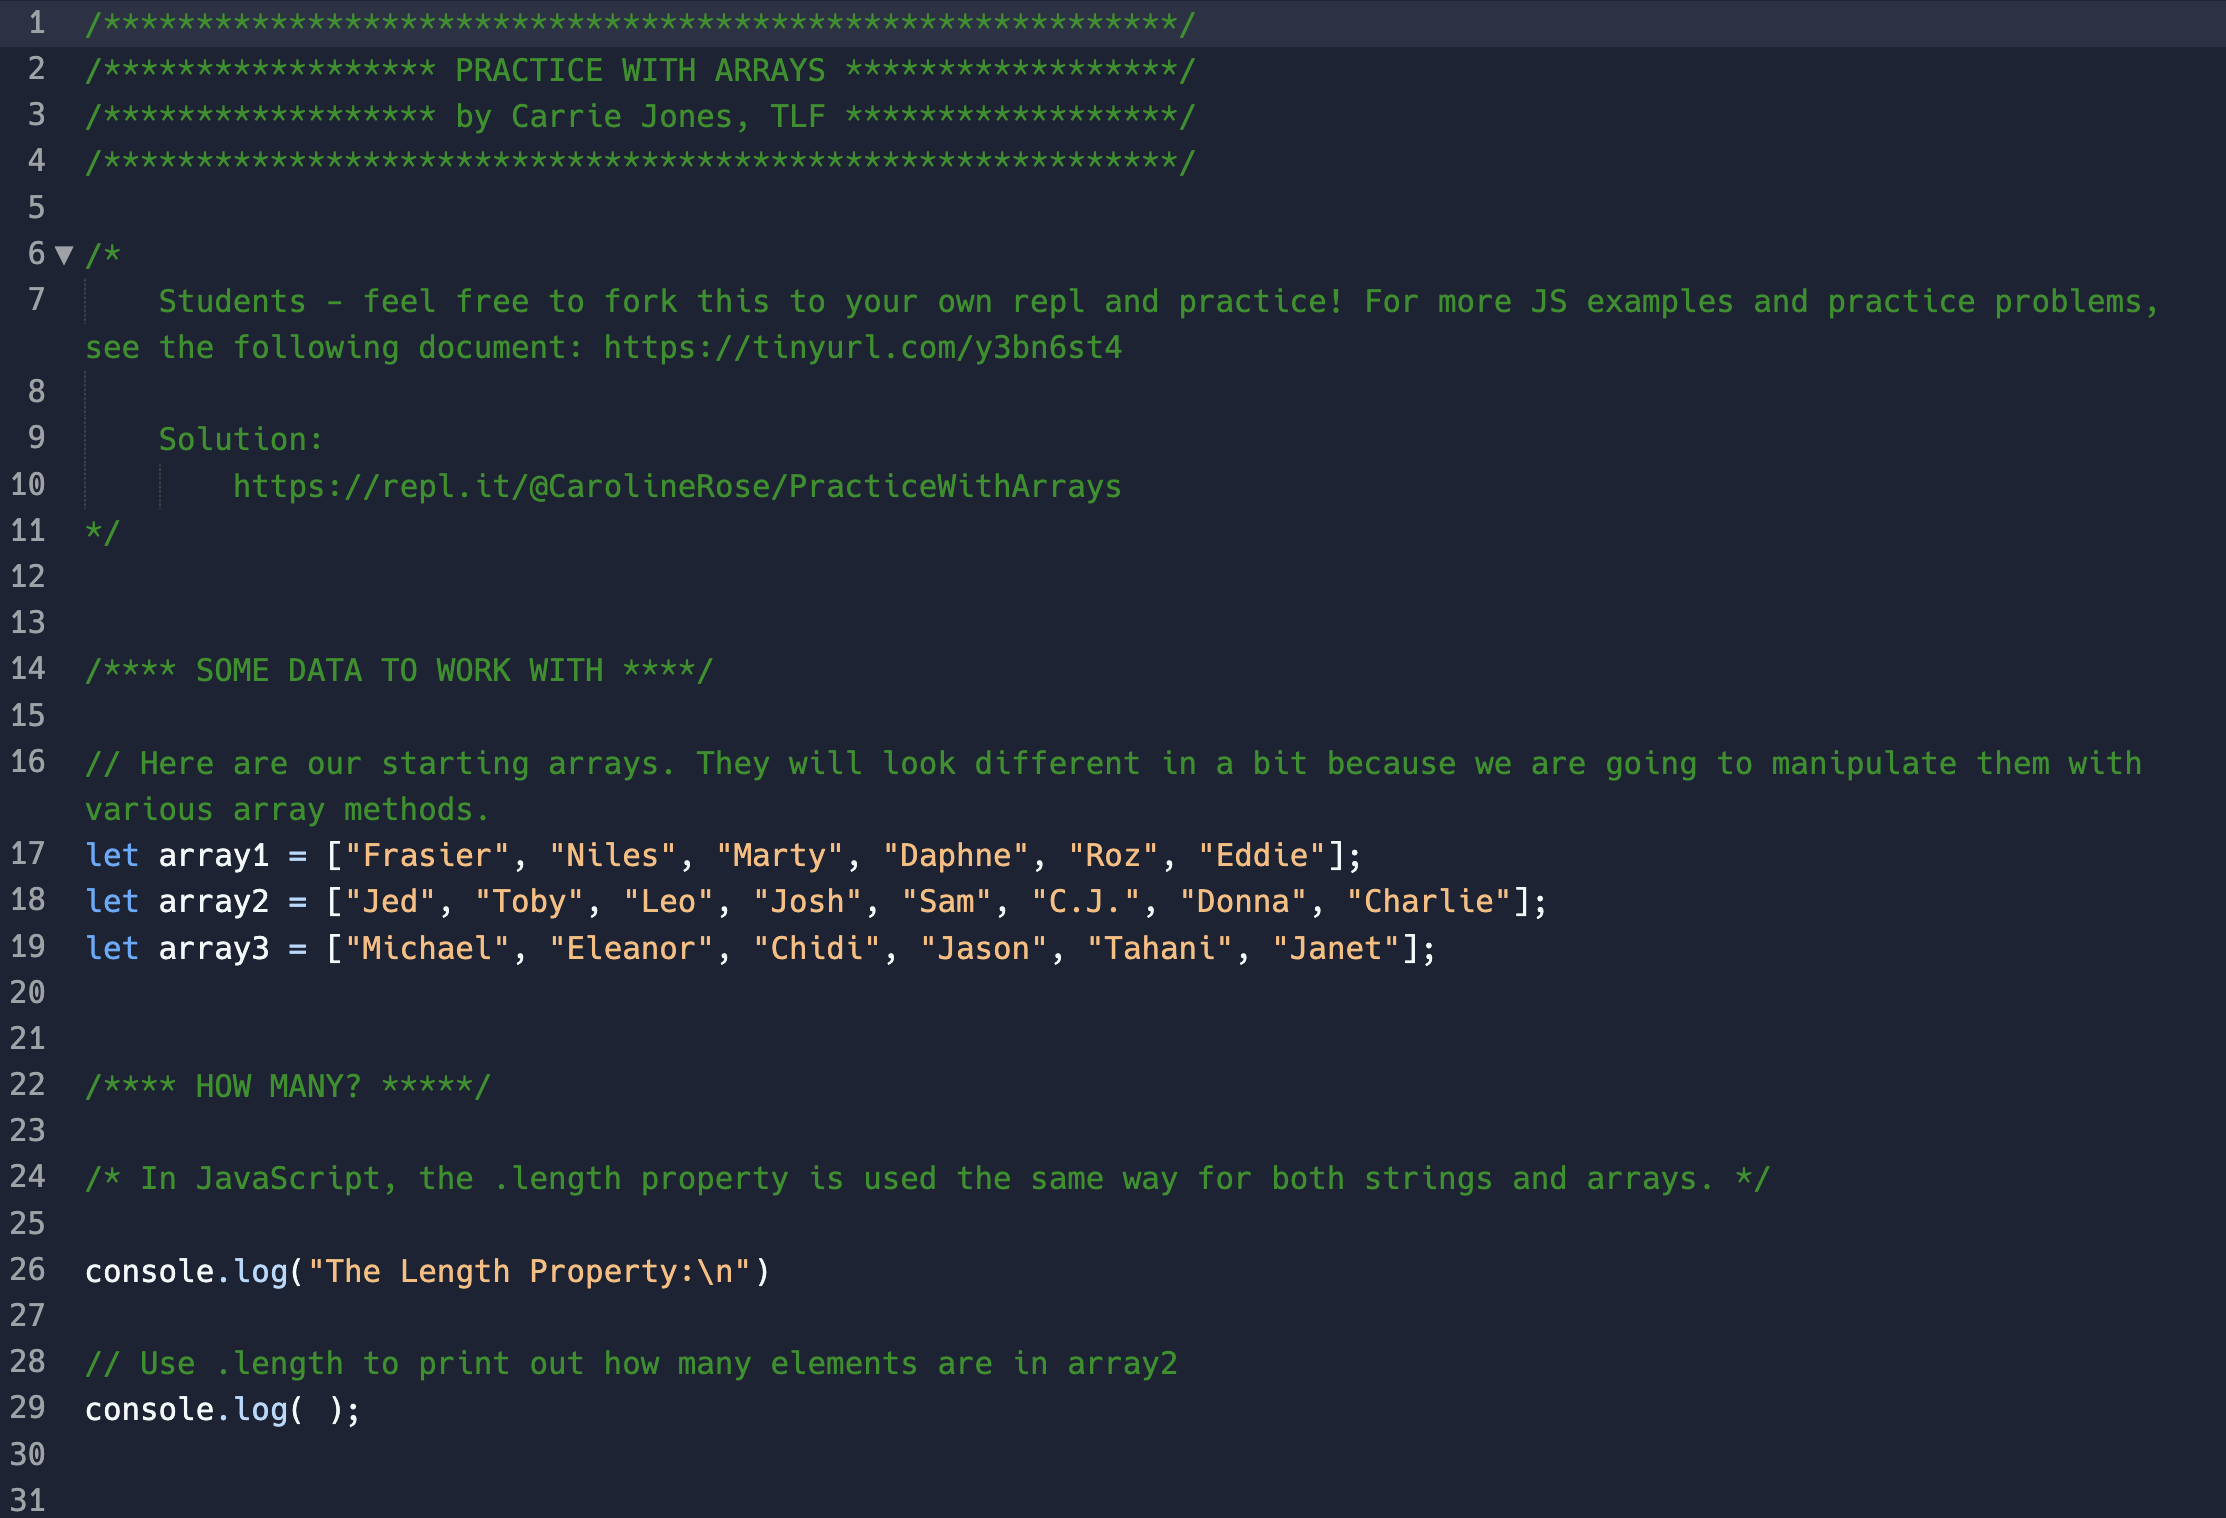 1 /**********************************************************/
2 /****************** PRACTICE WITH ARRAYS ******************/
3 /****************** by Carrie Jones, TLF ******************/
4 /**********************************************************/
5
6 ▼ /*
7 Students - feel free to fork this to your own repl and practice! For more JS examples and practice problems,
see the following document: https://tinyurl.com/y3bn6st4
8
9 Solution:
10 https://repl.it/@CarolineRose/PracticeWithArrays
11 */
12
13
14 /**** SOME DATA TO WORK WITH ****/
15
16 // Here are our starting arrays. They will look different in a bit because we are going to manipulate them with
various array methods.
17 let array1 = ["Frasier", "Niles", "Marty", "Daphne", "Roz", "Eddie"];
18 let array2 = ["Jed", "Toby", "Leo", "Josh", "Sam", "C.J.", "Donna", "Charlie"];
19 let array3 = ["Michael", "Eleanor", "Chidi", "Jason", "Tahani", "Janet"];
20
21
22 /**** HOW MANY? *****/
23
24 /* In JavaScript, the .length property is used the same way for both strings and arrays. */
25
26 console.log("The Length Property:\n")
27
28 // Use .length to print out how many elements are in array2
29 console.log( );
30
31